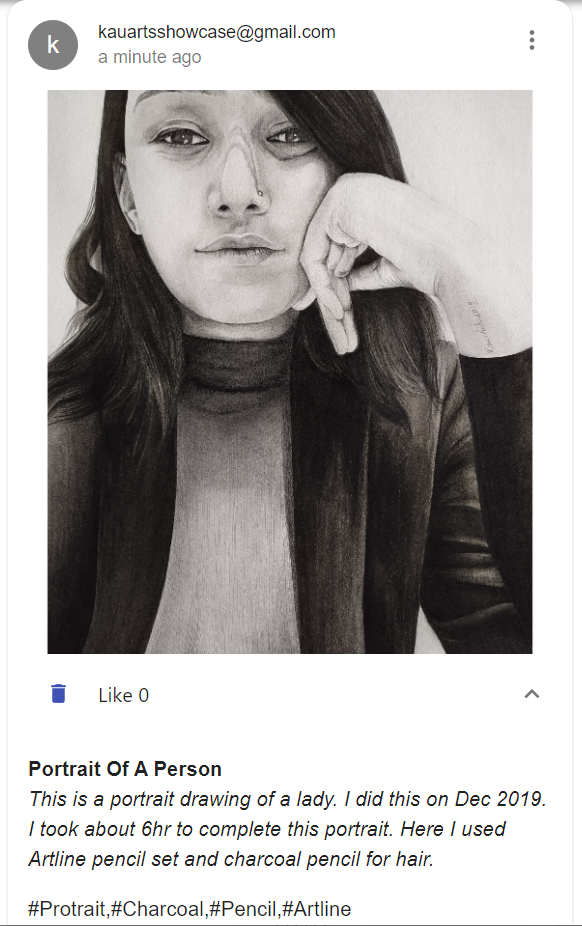 k
kauartsshowcase@gmail.com
a minute ago
Like 0
Portrait Of A Person
This is a portrait drawing of a lady. I did this on Dec 2019.
I took about 6hr to complete this portrait. Here I used
Artline pencil set and charcoal pencil for hair.
#Protrait,#Charcoal,#Pencil,#Artline